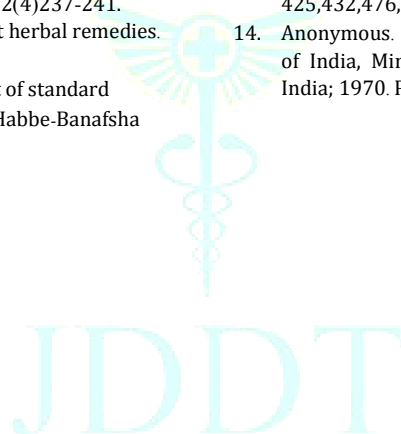 2(4)237-241.
t herbal remedies.
t of standard
Habbe-Banafsha
425,432,476,
14. Anonymous.
of India, Min
India; 1970. P
JDDT